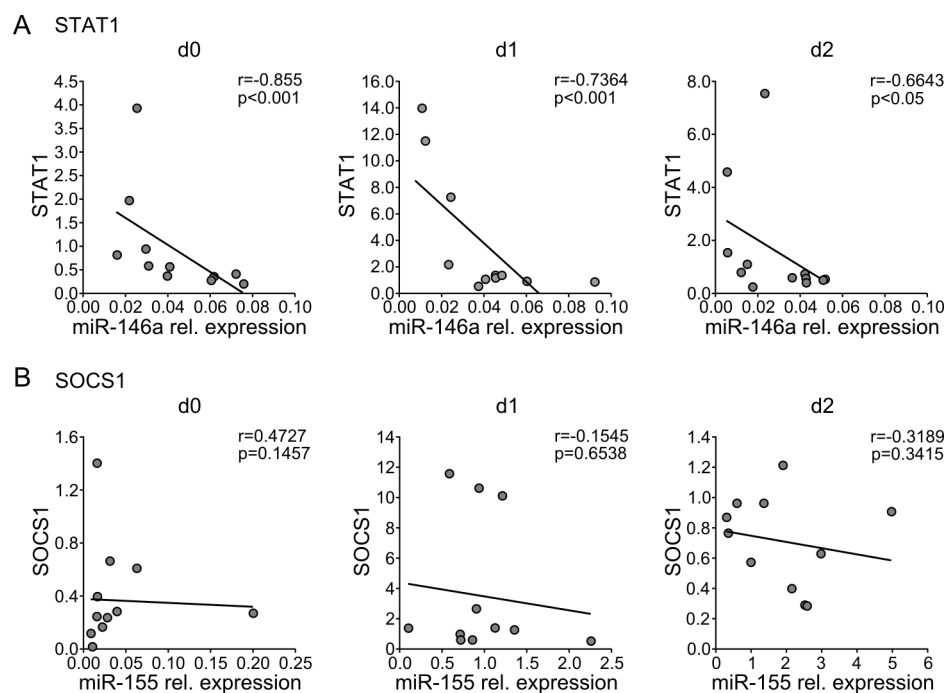 A STAT1
d0
r=-0.855
p<0.001
4.5
4.0
3.5
3.0
2.0
1.5
1.0
0.5
0.0
STAT1
0.00 0.02 0.04 0.06 0.08 0.10
miR-146a rel. expression
d1
r=-0.7364
p<0.001
16.0
14.0
12.0
10.0
8.0
6.0
4.0
2.0
0.0
STAT1
0.00 0.02 0.04 0.06 0.08 0.10
miR-146a rel. expression
d2
r=-0.6643
p<0.05
8.0
6.0
4.0
2.0
0.0
STAT1
0.00 0.02 0.04 0.06 0.08 0.10
miR-146a rel. expression
B SOCS1
d0
r=0.4727
p=0.1457
1.6
1.2
0.8
0.4
0.0
SOCS1
0.00 0.05 0.10 0.15 0.20 0.25
miR-155 rel. expression
d1
r=-0.1545
p=0.6538
14
12
10
8
6
4
2
0
SOCS1
0.0 0.5 1.0 1.5 2.0 2.5
miR-155 rel. expression
d2
r=-0.3189
p=0.3415
1.4
1.2
1.0
0.8
0.6
0.4
0.2
0.0
SOCS1
0 1 2 3 4 5 6
miR-155 rel. expression